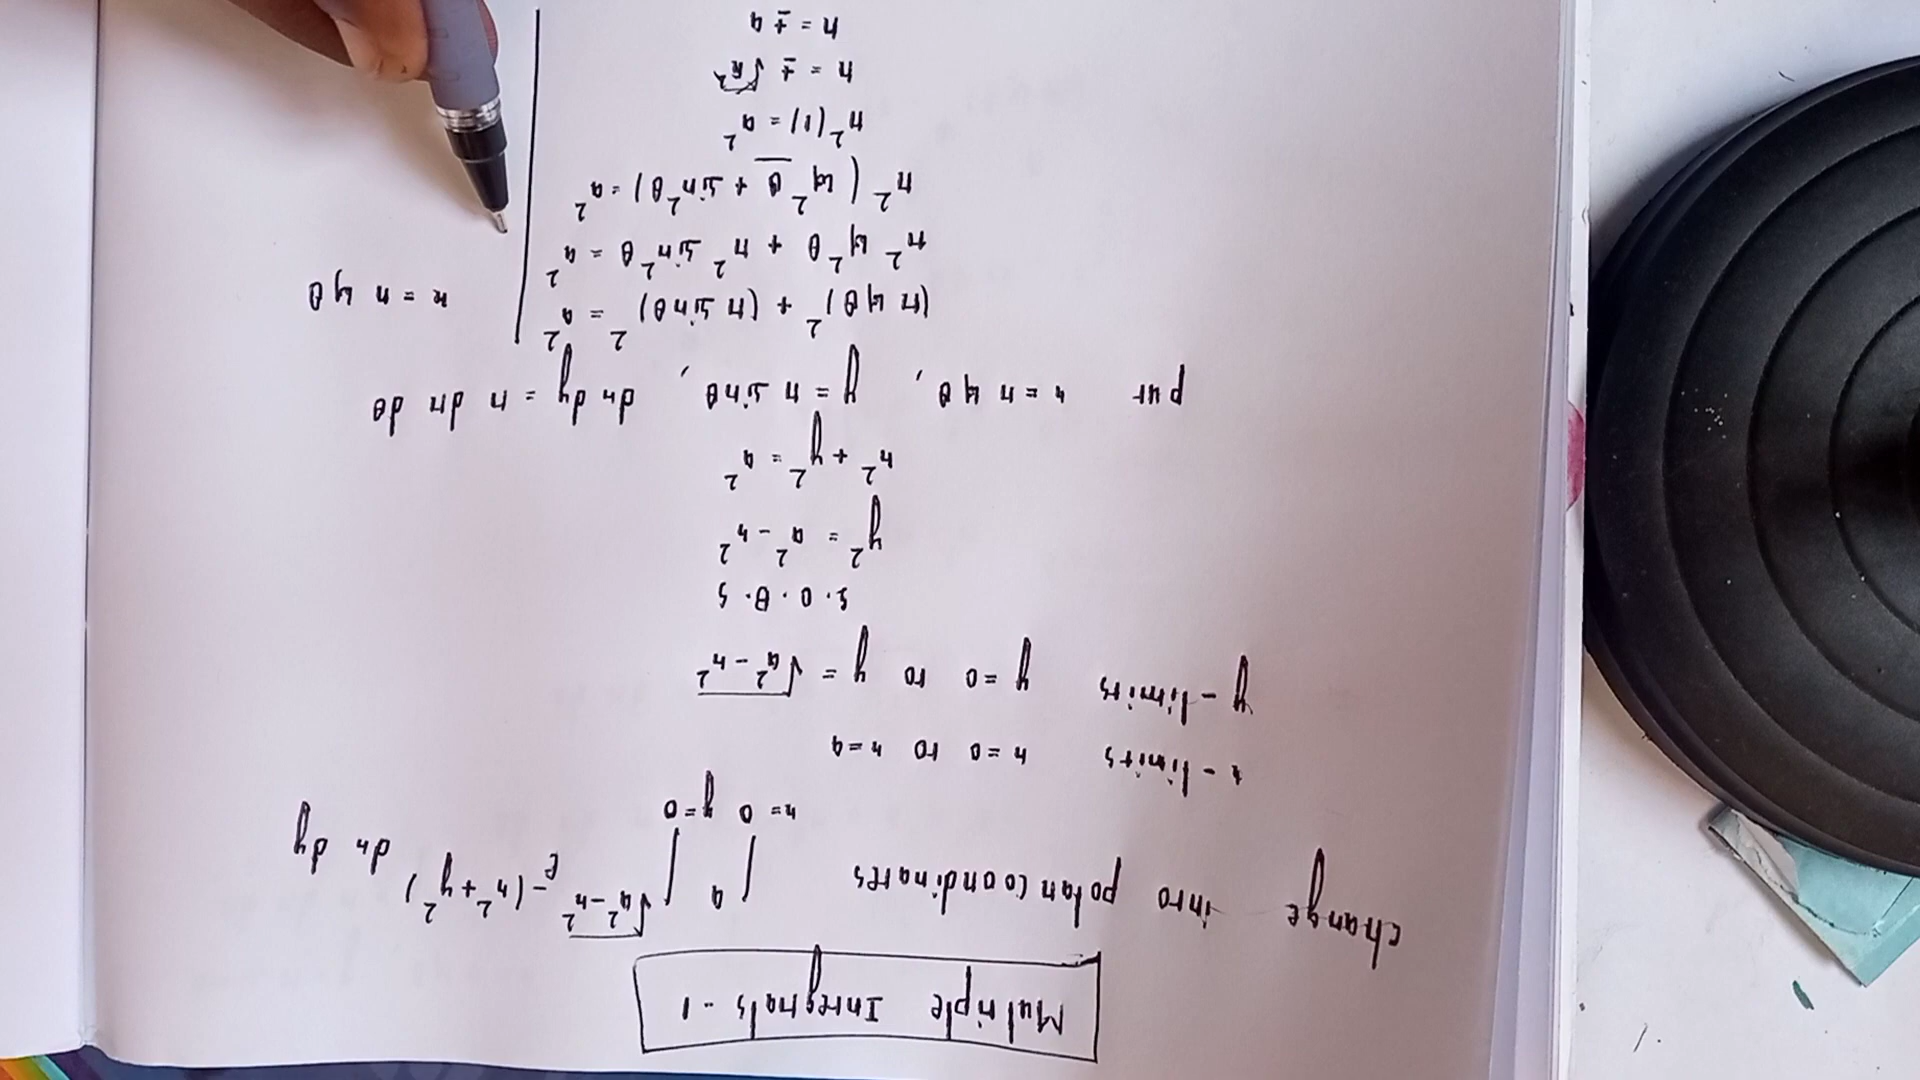 Multiple Integrals - 1
change into polar coordinates ∫_{x=0}^{a} ∫_{y=0}^{√(a²-x²)} e^{-(x²+y²)} dx dy
x-limits x=0 to x=a
y-limits y=0 to y = √(a²-x²)
S.O.B.S
y² = a² - x²
x² + y² = a²
put x = r cos θ, y = r sin θ, dx dy = r dr dθ
(r cos θ)² + (r sin θ)² = a²
r² cos² θ + r² sin² θ = a²
r² (cos² θ + sin² θ) = a²
r² (1) = a²
r = ± √a²
r = ± a
x = r cos θ